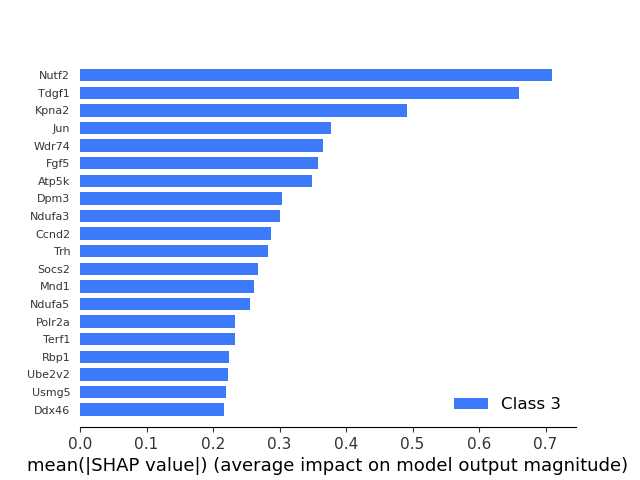 Nutf2
Tdgf1
Kpna2
Jun
Wdr74
Fgf5
Atp5k
Dpm3
Ndufa3
Ccnd2
Trh
Socs2
Mnd1
Ndufa5
Polr2a
Terf1
Rbp1
Ube2v2
Usmg5
Ddx46
Class 3
0.0 0.1 0.2 0.3 0.4 0.5 0.6 0.7
mean(|SHAP value|) (average impact on model output magnitude)